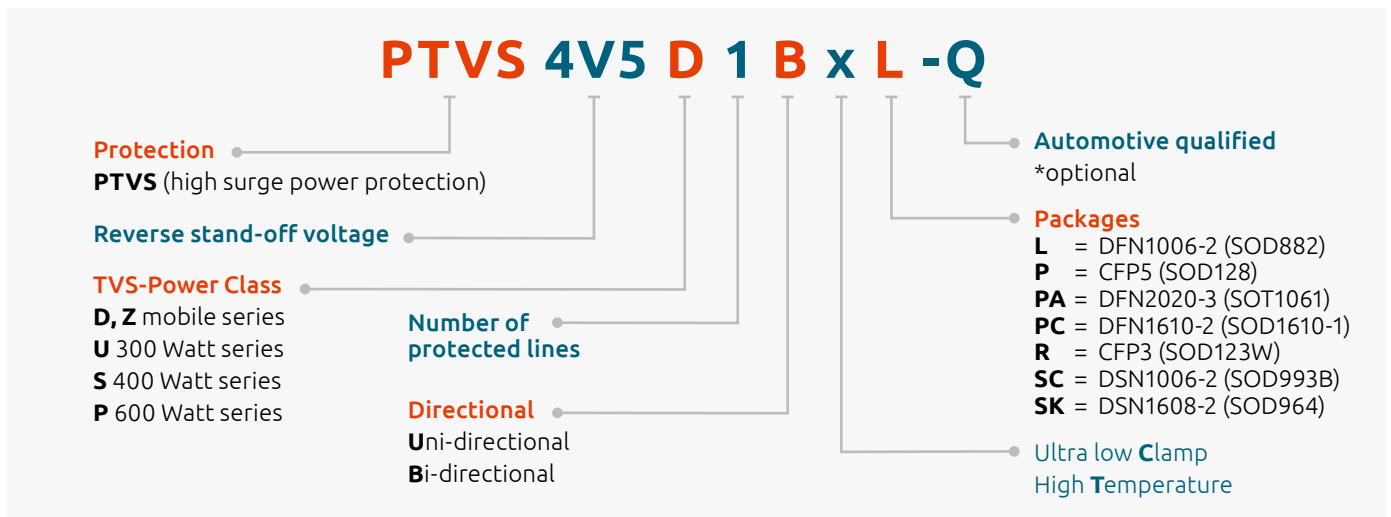 PTVS 4V5 D 1 B x L -Q
Protection
PTVS (high surge power protection)
Reverse stand-off voltage
TVS-Power Class
D, Z mobile series
U 300 Watt series
S 400 Watt series
P 600 Watt series
Number of
protected lines
Directional
Uni-directional
Bi-directional
Automotive qualified
*optional
Packages
L = DFN1006-2 (SOD882)
P = CFP5 (SOD128)
PA = DFN2020-3 (SOT1061)
PC = DFN1610-2 (SOD1610-1)
R = CFP3 (SOD123W)
SC = DSN1006-2 (SOD993B)
SK = DSN1608-2 (SOD964)
Ultra low Clamp
High Temperature